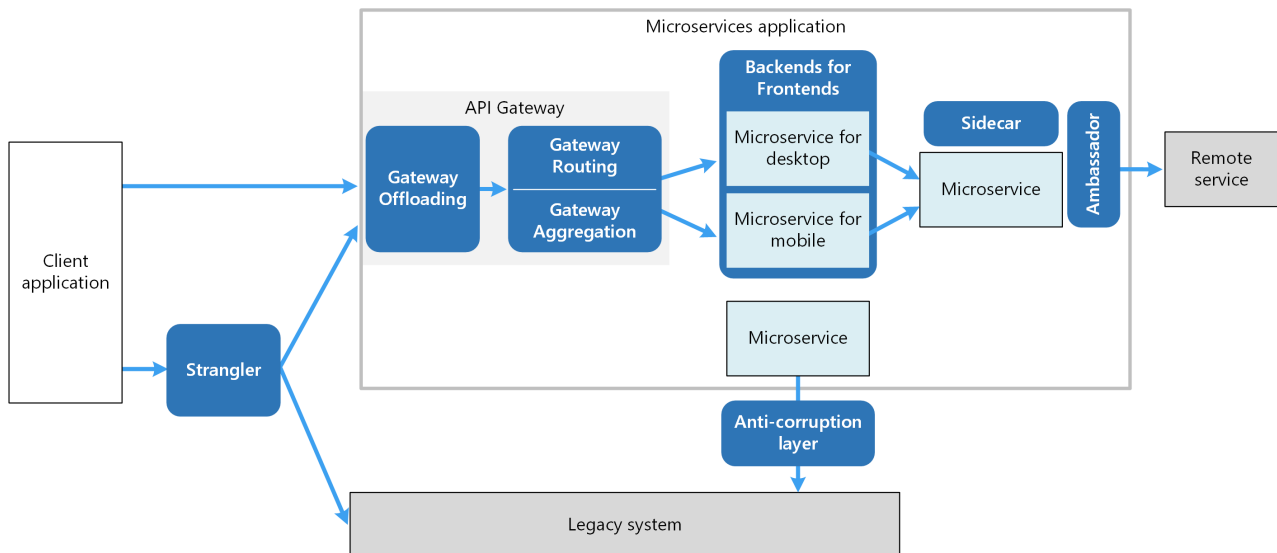 Microservices application
API Gateway
Gateway
Offloading
Gateway
Routing
Gateway
Aggregation
Backends for
Frontends
Microservice for
desktop
Microservice for
mobile
Sidecar
Microservice
Ambassador
Remote
service
Client
application
Strangler
Microservice
Anti-corruption
layer
Legacy system